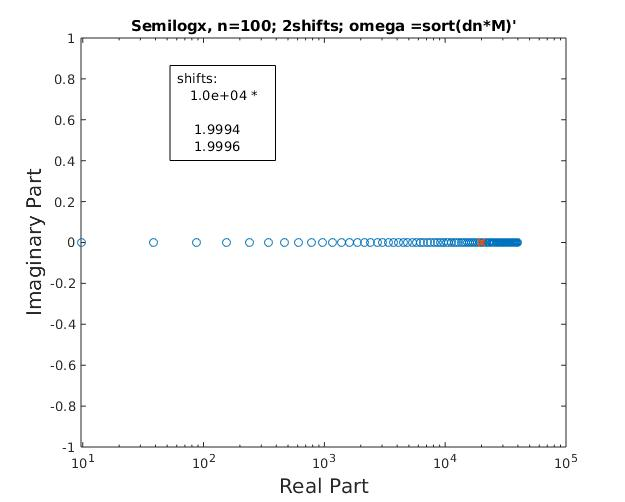 Semilogx, n=100; 2shifts; omega =sort(dn*M)'
1
0.8
0.6
0.4
0.2
0
-0.2
-0.4
-0.6
-0.8
-1
Imaginary Part
shifts:
1.0e+04 *
1.9994
1.9996
10^1 10^2 10^3 10^4 10^5
Real Part